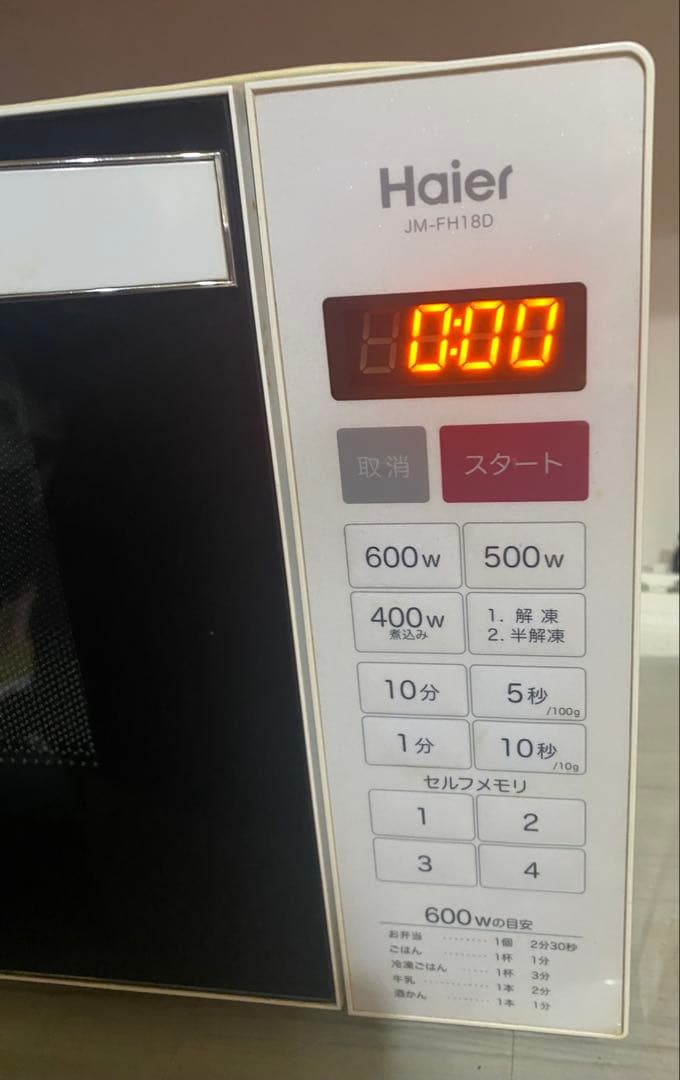 Haier
JM-FH18D
0:00
取消 スタート
600w 500w
400w 煮込み
1. 解凍
2. 半解凍
10分 5秒 /100g
1分 10秒 /10g
セルフメモリ
1 2
3 4
600wの目安
お弁当 ········ 1個 2分30秒
ごはん ········ 1杯 1分
冷凍ごはん ····· 1杯 3分
牛乳 ·········· 1本 2分
酒かん ········ 1本 1分